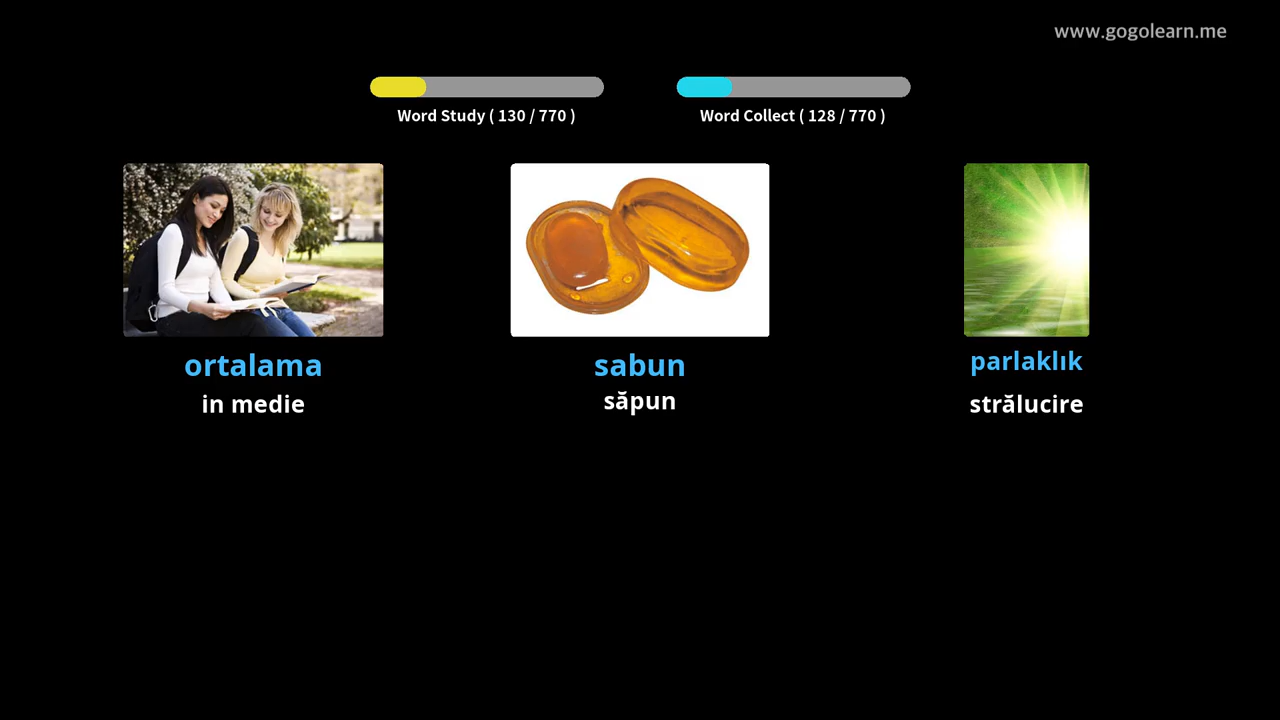 www.gogolearn.me
Word Study ( 130 / 770 )
Word Collect ( 128 / 770 )
ortalama
in medie
sabun
săpun
parlaklık
strălucire